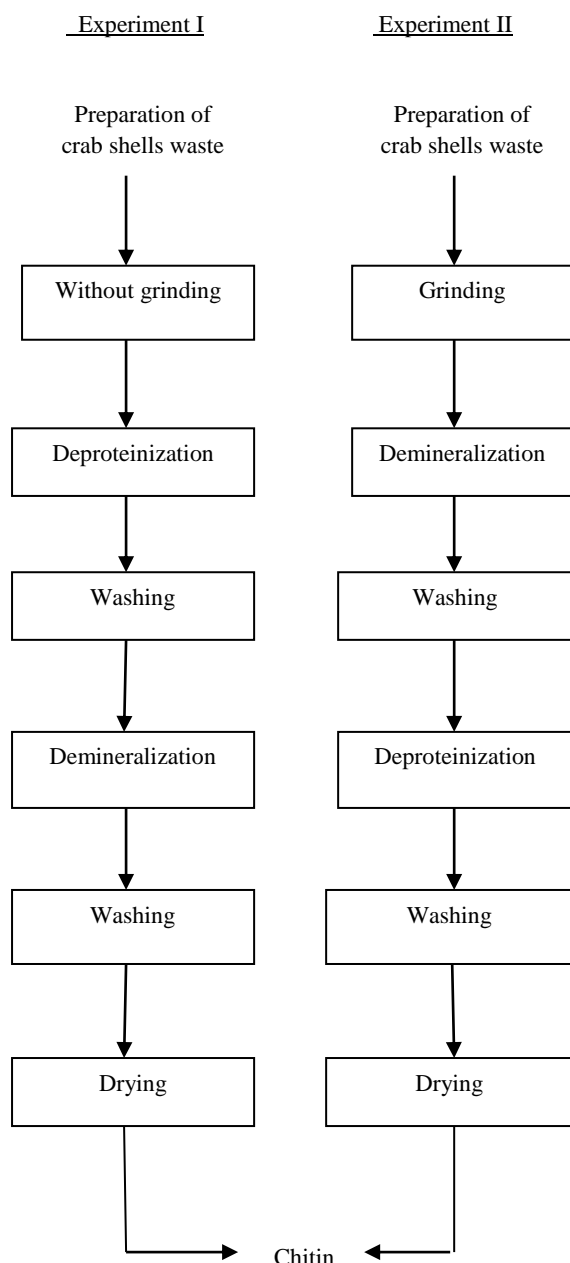 Experiment I
Preparation of
crab shells waste
Without grinding
Deproteinization
Washing
Demineralization
Washing
Drying
Experiment II
Preparation of
crab shells waste
Grinding
Demineralization
Washing
Deproteinization
Washing
Drying
Chitin